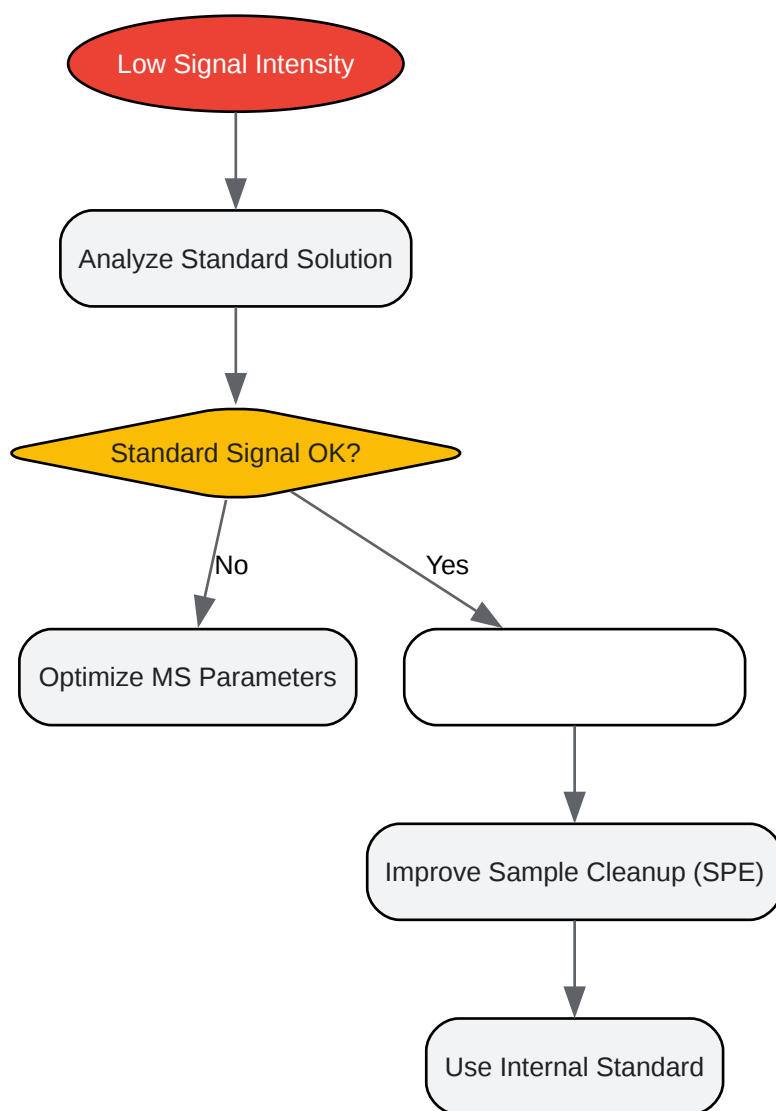 Low Signal Intensity
Analyze Standard Solution
Standard Signal OK?
No
Yes
Optimize MS Parameters
Improve Sample Cleanup (SPE)
Use Internal Standard